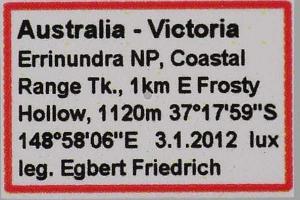 Australia - Victoria
Errinundra NP, Coastal
Range Tk., 1km E Frosty
Hollow, 1120m 37°17'59"S
148°58'06"E 3.1.2012 lux
leg. Egbert Friedrich